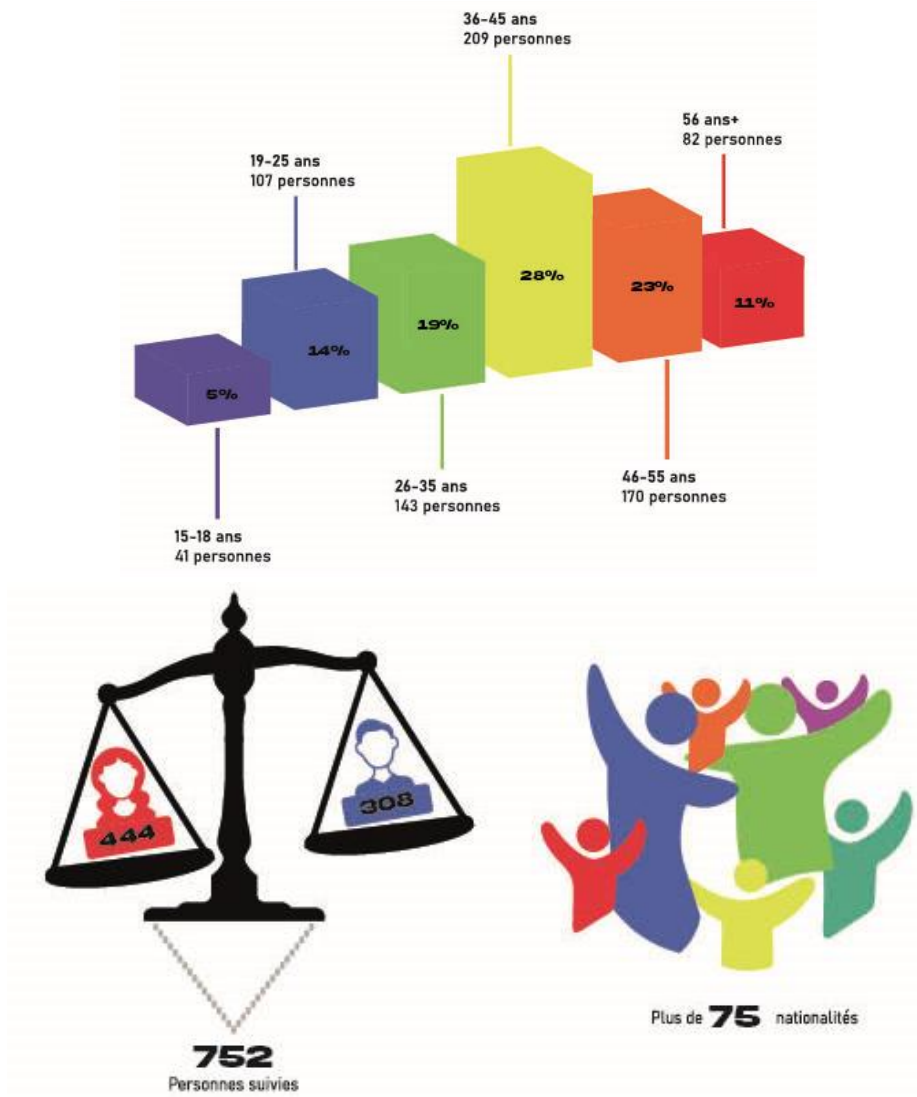 36-45 ans
209 personnes
56 ans+
82 personnes
19-25 ans
107 personnes
28%
23%
11%
19%
14%
5%
26-35 ans
143 personnes
46-55 ans
170 personnes
15-18 ans
41 personnes
444
308
752
Personnes suivies
Plus de 75 nationalités